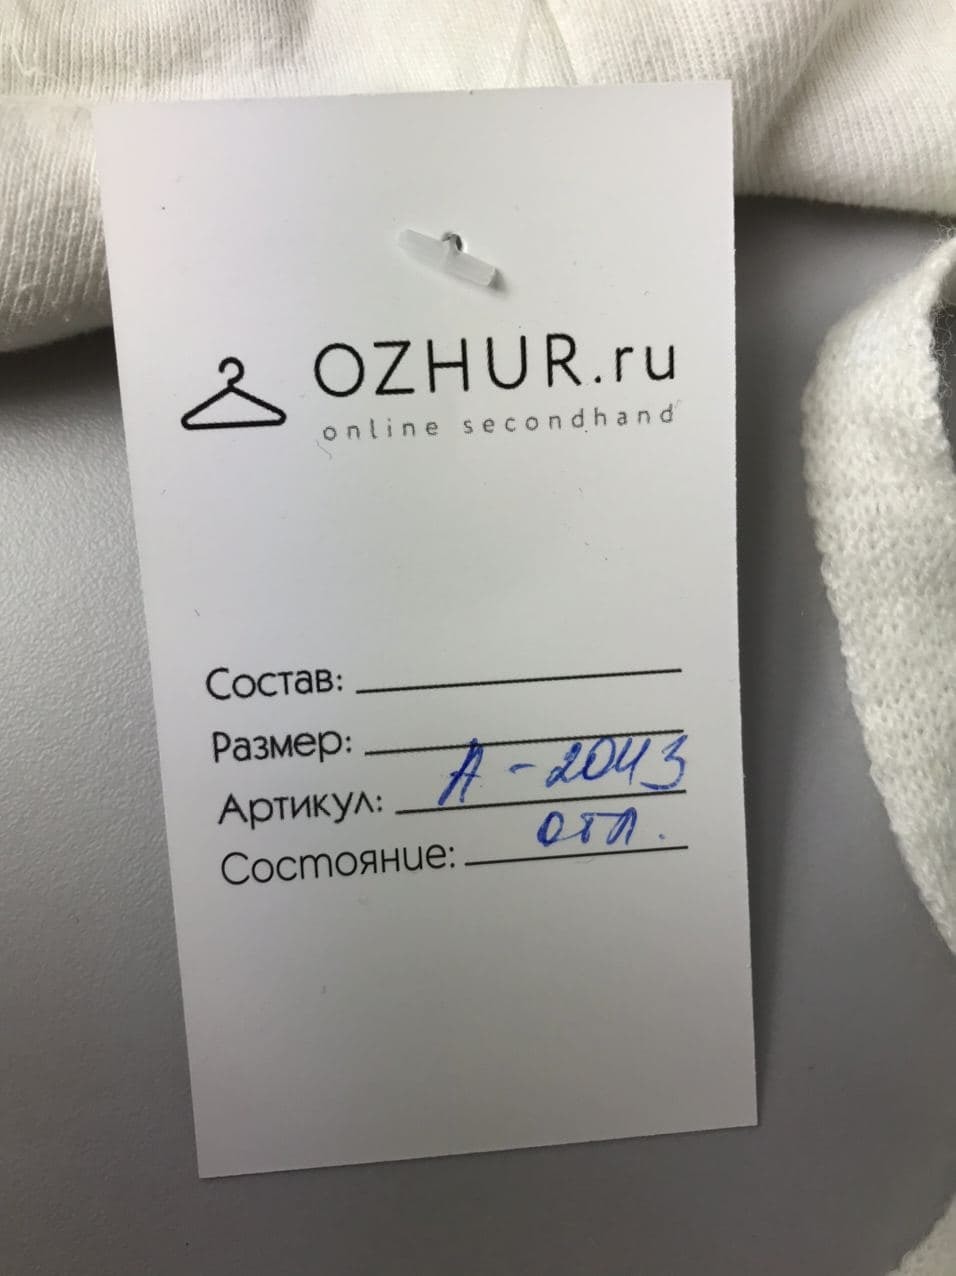 OZHUR.ru
online secondhand
Состав:
Размер:
Артикул: А-2043
Состояние: отл.